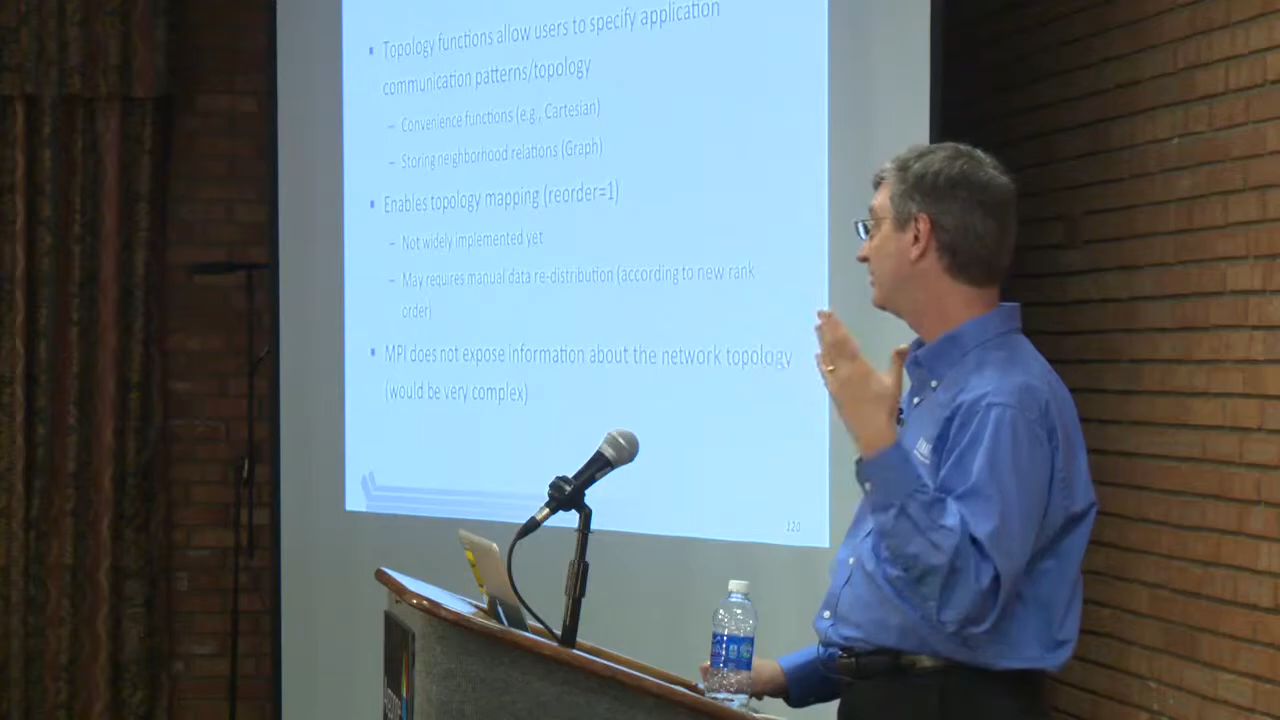 ▪ Topology functions allow users to specify application
communication patterns/topology
– Convenience functions (e.g., Cartesian)
– Storing neighborhood relations (Graph)
▪ Enables topology mapping (reorder=1)
– Not widely implemented yet
– May requires manual data re-distribution (according to new rank
order)
▪ MPI does not expose information about the network topology
(would be very complex)
120